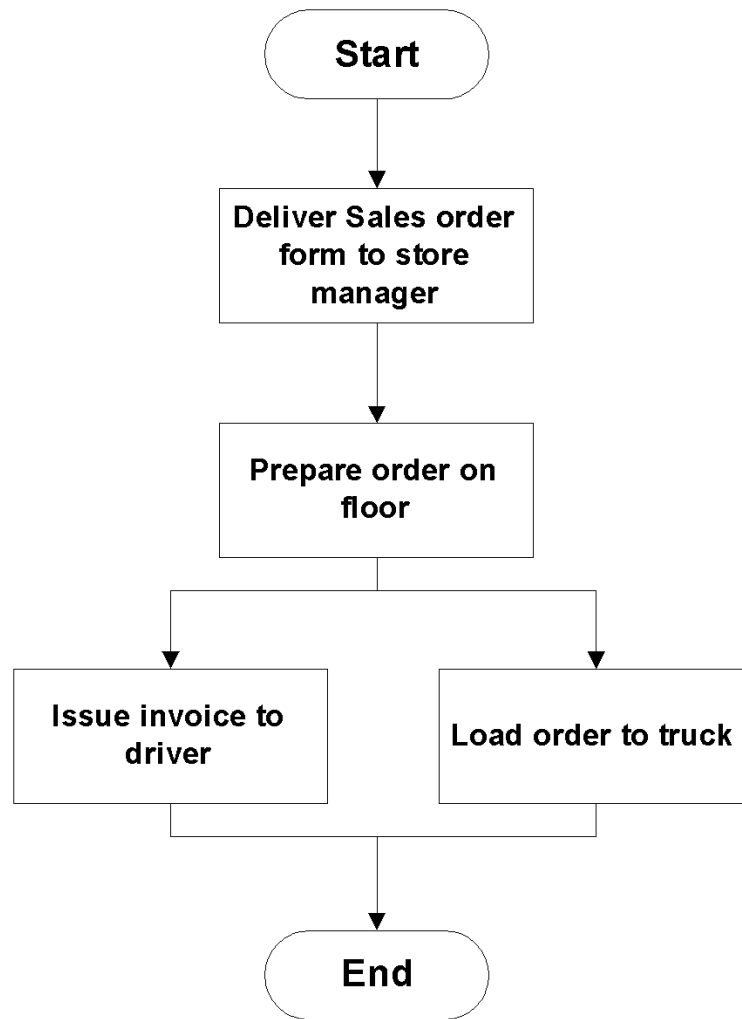 Start
Deliver Sales order
form to store
manager
Prepare order on
floor
Issue invoice to
driver
Load order to truck
End